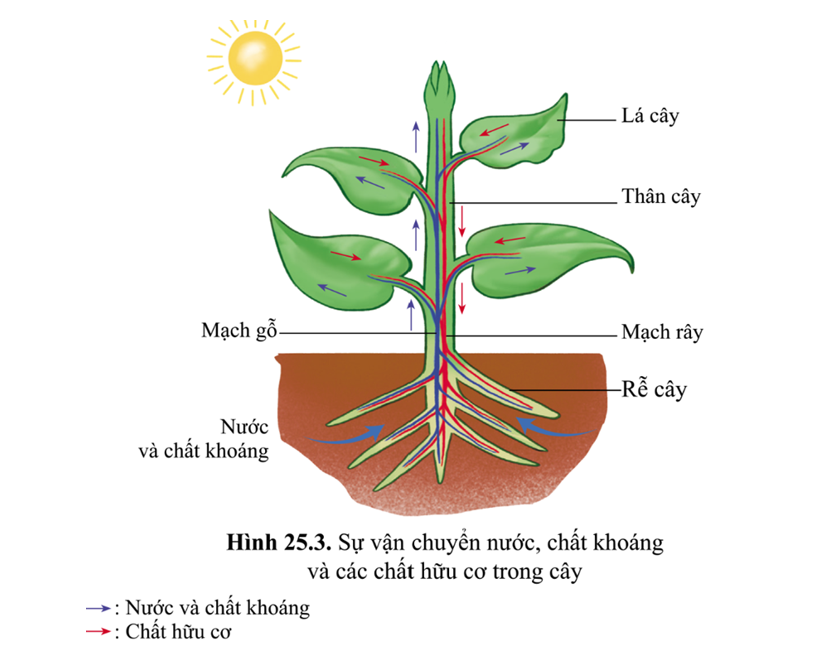 Lá cây
Thân cây
Mạch gỗ
Mạch rây
Rễ cây
Nước
và chất khoáng
Hình 25.3. Sự vận chuyển nước, chất khoáng
và các chất hữu cơ trong cây
: Nước và chất khoáng
: Chất hữu cơ